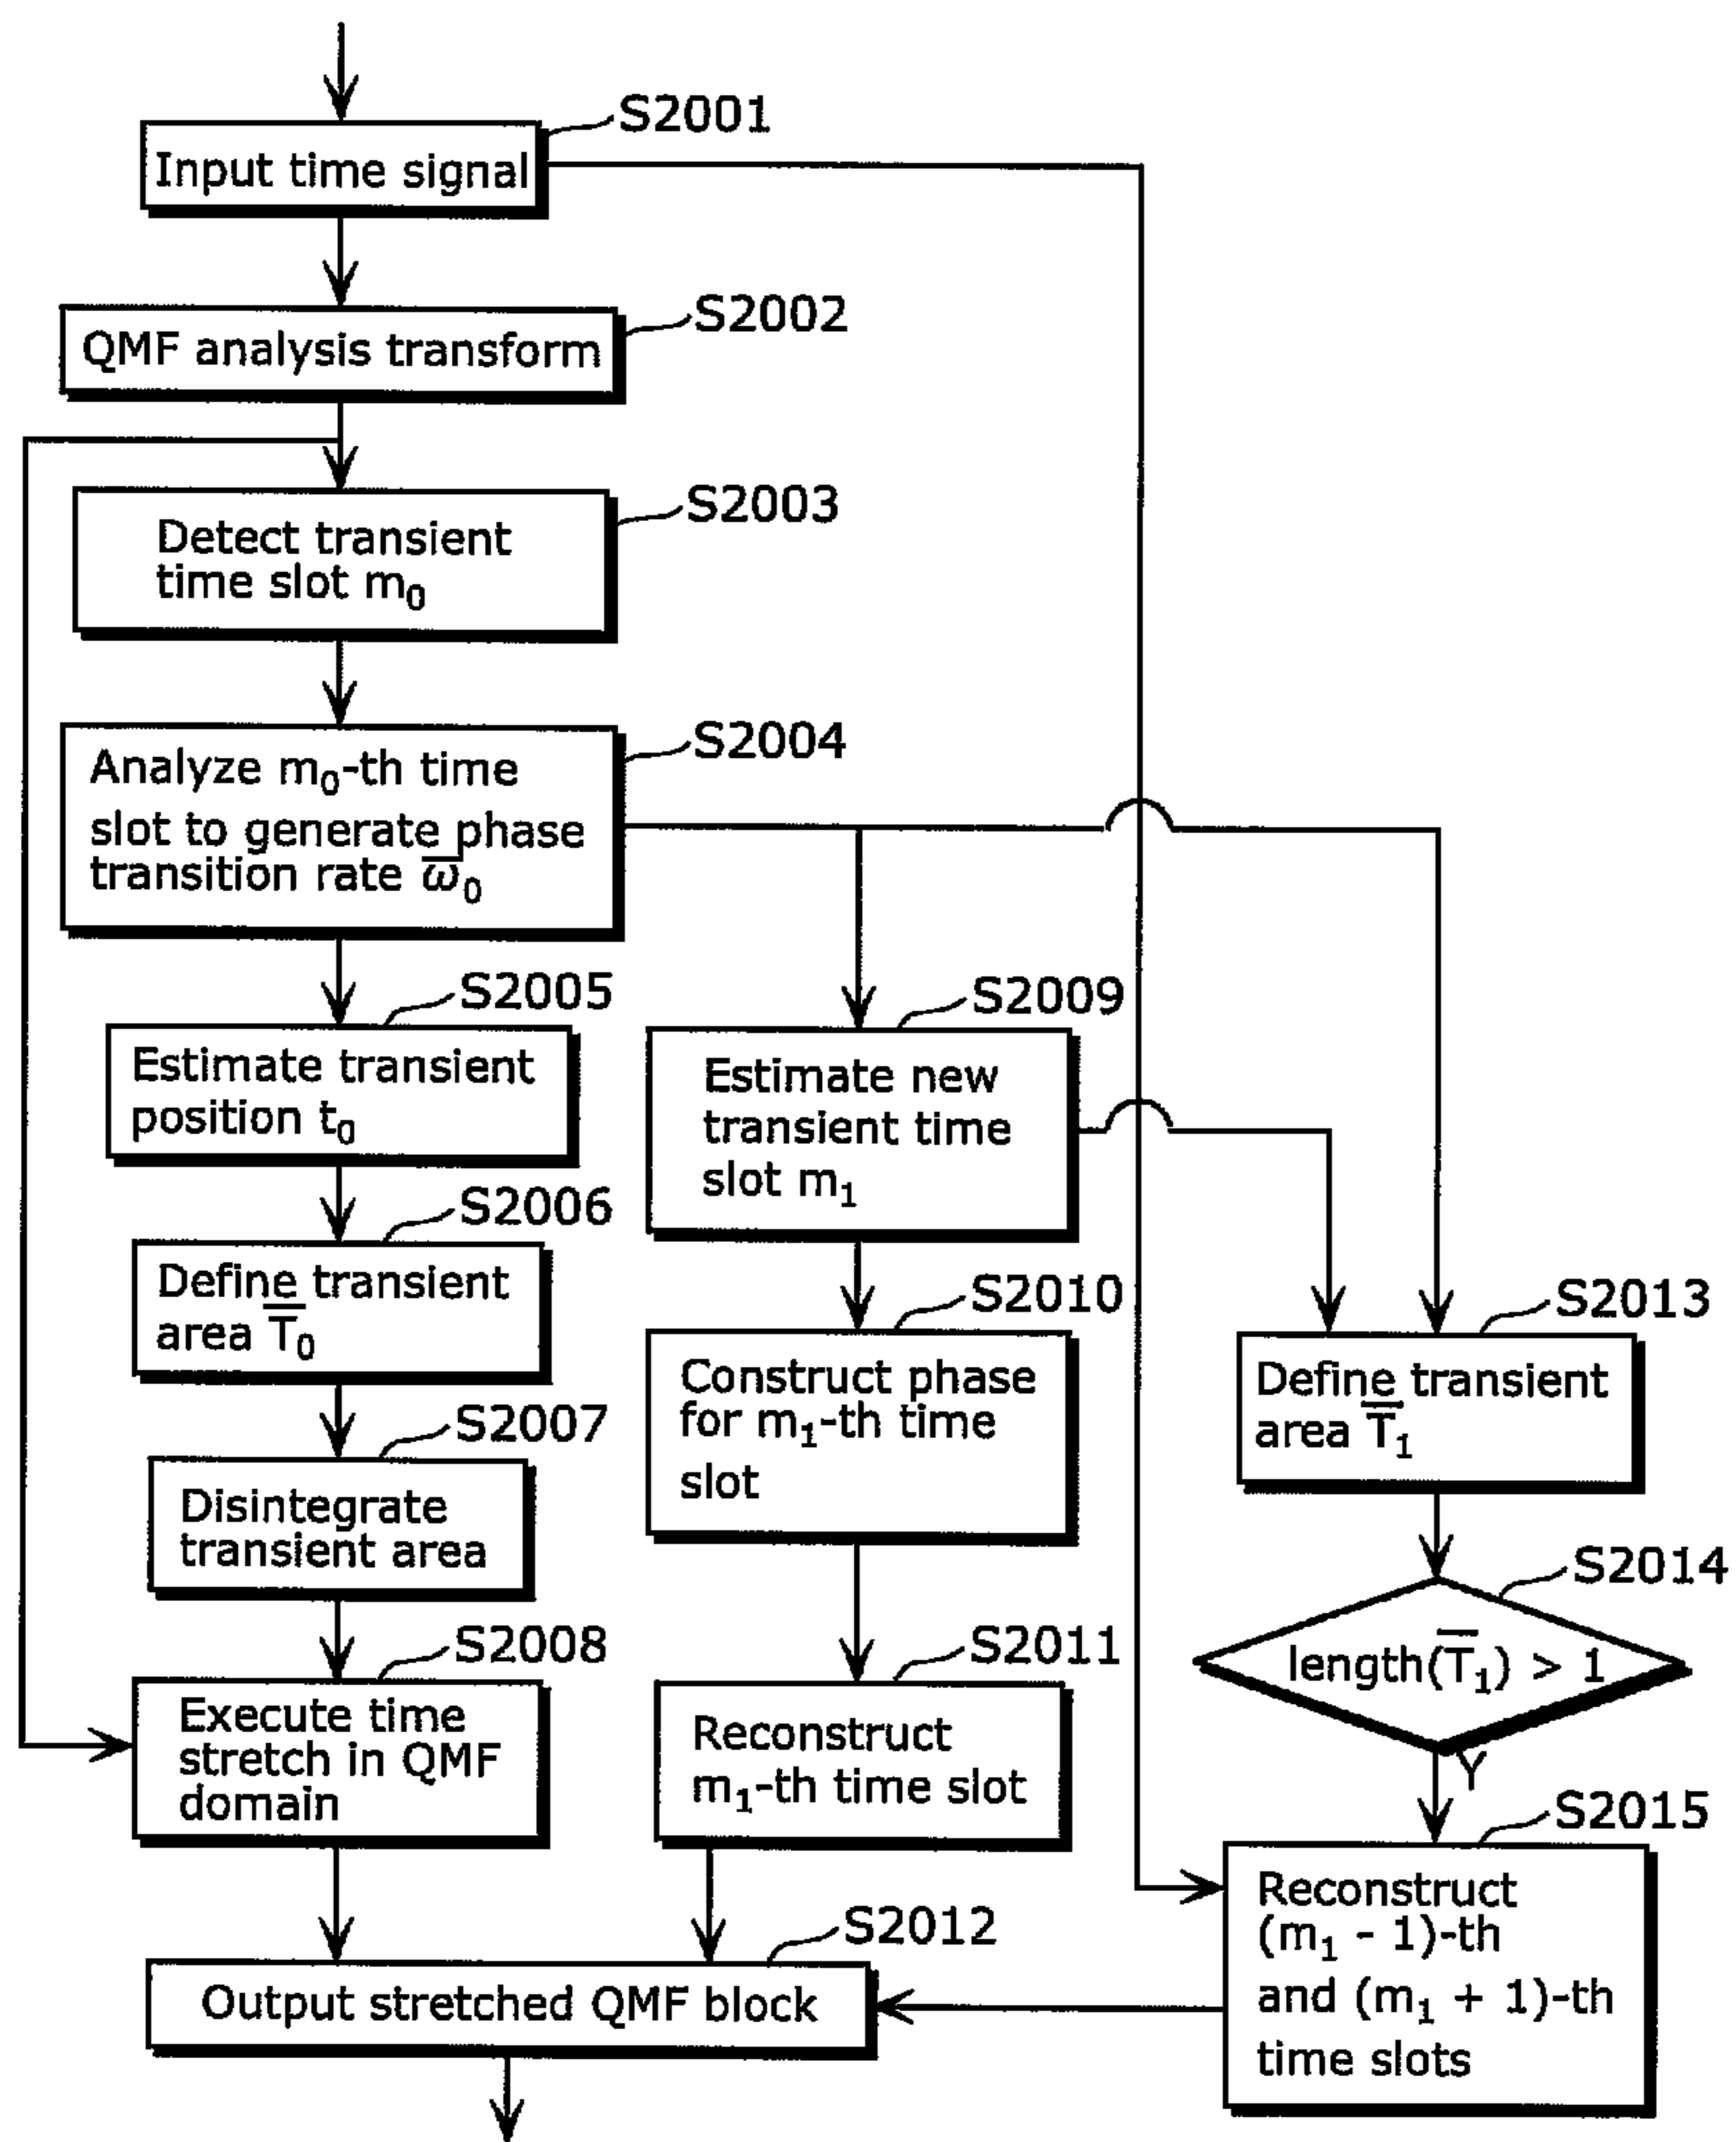 S2001
Input time signal
S2002
QMF analysis transform
S2003
Detect transient
time slot m₀
S2004
Analyze m₀-th time
slot to generate phase
transition rate ω̅₀
S2005
Estimate transient
position t₀
S2006
Define transient
area T̅₀
S2007
Disintegrate
transient area
S2008
Execute time
stretch in QMF
domain
S2009
Estimate new
transient time
slot m₁
S2010
Construct phase
for m₁-th time
slot
S2011
Reconstruct
m₁-th time slot
S2012
Output stretched QMF block
S2013
Define transient
area T̅₁
S2014
length(T̅₁) > 1
Y
S2015
Reconstruct
(m₁ - 1)-th
and (m₁ + 1)-th
time slots